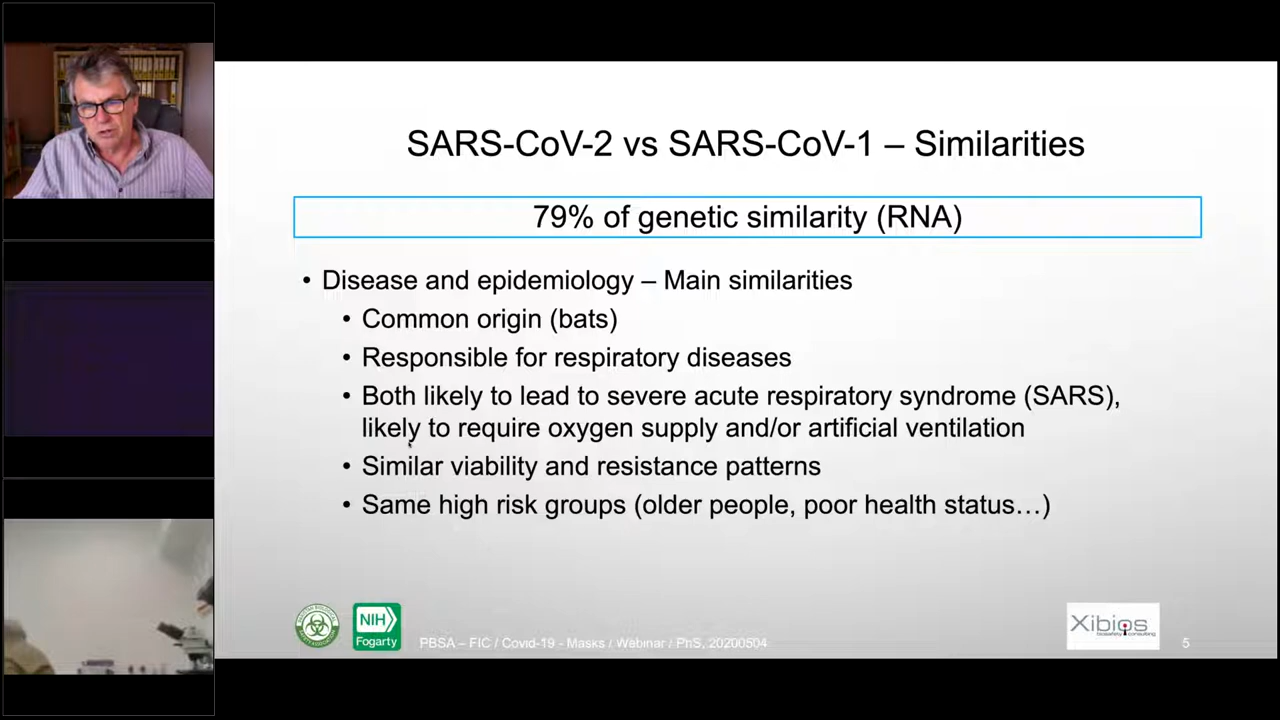 SARS-CoV-2 vs SARS-CoV-1 – Similarities
79% of genetic similarity (RNA)
• Disease and epidemiology – Main similarities
• Common origin (bats)
• Responsible for respiratory diseases
• Both likely to lead to severe acute respiratory syndrome (SARS),
likely to require oxygen supply and/or artificial ventilation
• Similar viability and resistance patterns
• Same high risk groups (older people, poor health status…)
NIH
Fogarty
PBSA – FIC / Covid-19 - Masks / Webinar / PhS, 20200504
Xibios
biosafety consulting
5